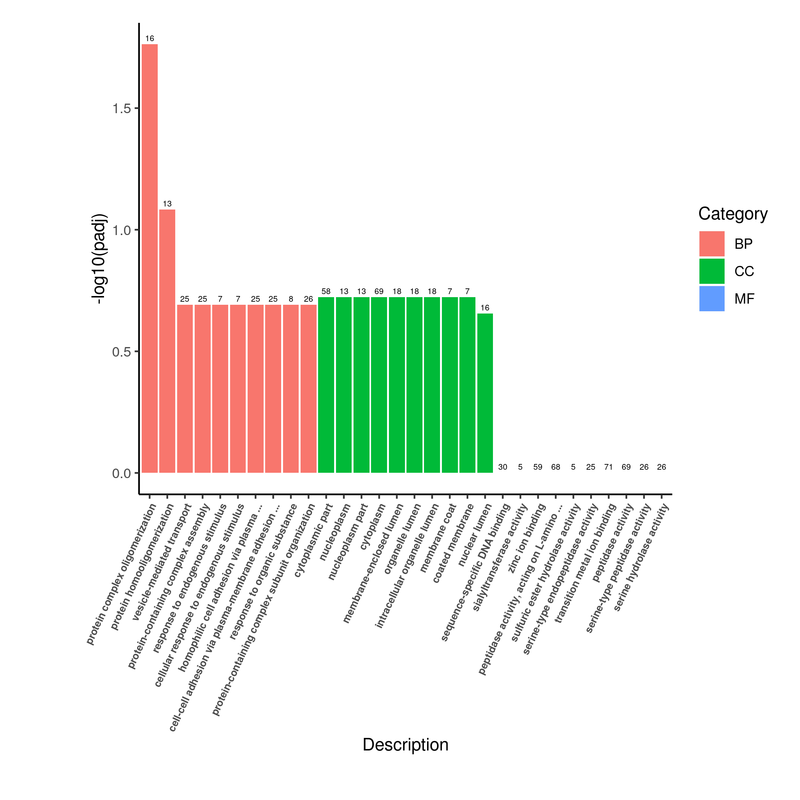 16
13
25
25
7
7
25
25
8
26
58
13
13
69
18
18
18
7
7
16
30
5
59
68
5
25
71
69
26
26
1.5
1.0
0.5
0.0
-log10(padj)
protein complex oligomerization
protein homooligomerization
vesicle-mediated transport
protein-containing complex assembly
response to endogenous stimulus
cellular response to endogenous stimulus
homophilic cell adhesion via plasma ...
cell-cell adhesion via plasma-membrane adhesion ...
response to organic substance
protein-containing complex subunit organization
cytoplasmic part
nucleoplasm
nucleoplasm part
cytoplasm
membrane-enclosed lumen
organelle lumen
intracellular organelle lumen
membrane coat
coated membrane
nuclear lumen
sequence-specific DNA binding
sialyltransferase activity
zinc ion binding
peptidase activity, acting on L-amino ...
sulfuric ester hydrolase activity
serine-type endopeptidase activity
transition metal ion binding
peptidase activity
serine-type peptidase activity
serine hydrolase activity
Description
Category
BP
CC
MF